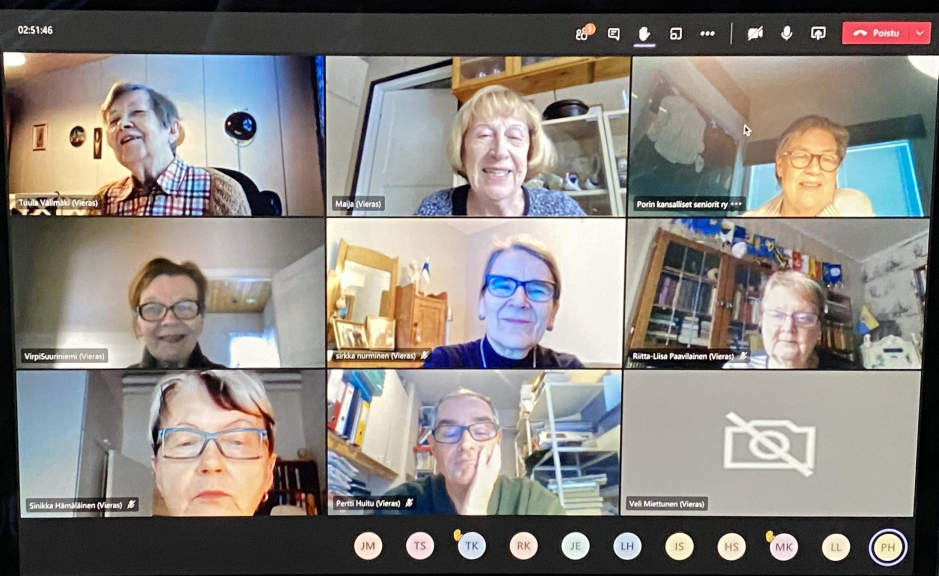 02:51:46
1
Poistu
Tuula Välimäki (Vieras)
Maija (Vieras)
Porin kansalliset seniorit ry
VirpiSuuriniemi (Vieras)
sirkka nurminen (Vieras)
Riitta-Liisa Paavilainen (Vieras)
Sinikka Hämäläinen (Vieras)
Pertti Huitu (Vieras)
Veli Miettunen (Vieras)
JM TS TK RK JE LH IS HS MK LL PH